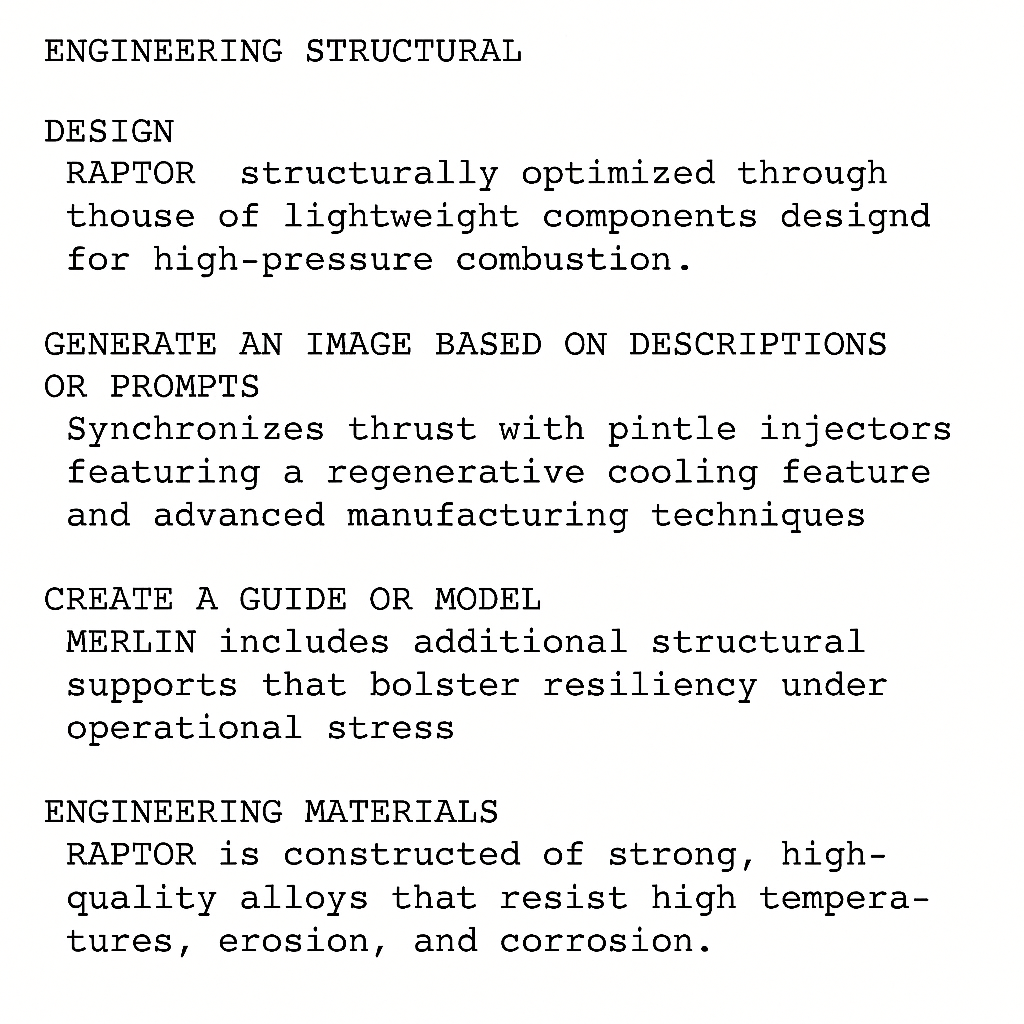 ENGINEERING STRUCTURAL
DESIGN
RAPTOR structurally optimized through
thouse of lightweight components designd
for high-pressure combustion.
GENERATE AN IMAGE BASED ON DESCRIPTIONS
OR PROMPTS
Synchronizes thrust with pintle injectors
featuring a regenerative cooling feature
and advanced manufacturing techniques
CREATE A GUIDE OR MODEL
MERLIN includes additional structural
supports that bolster resiliency under
operational stress
ENGINEERING MATERIALS
RAPTOR is constructed of strong, high-
quality alloys that resist high tempera-
tures, erosion, and corrosion.